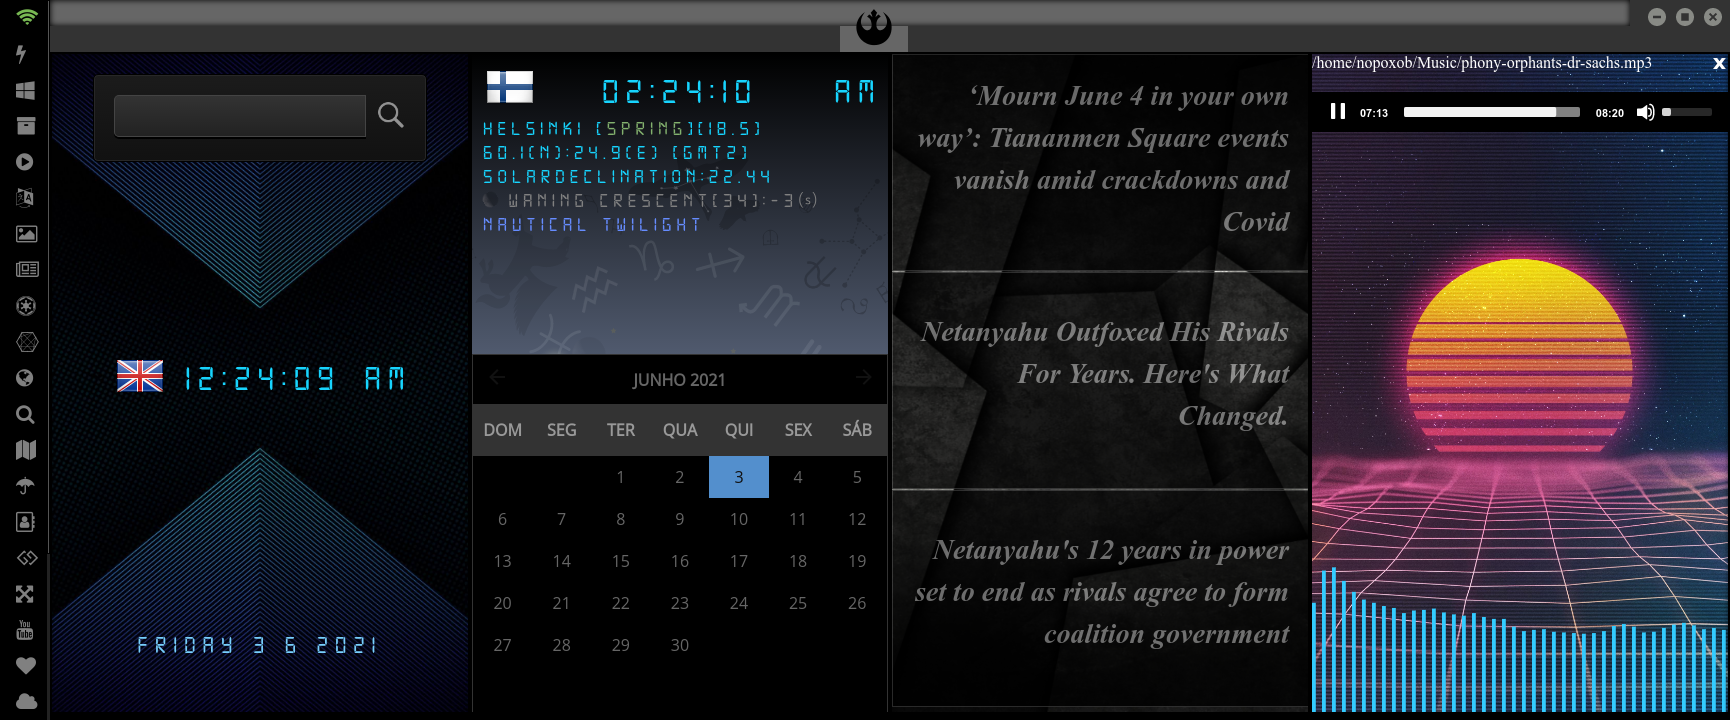 12:24:09 AM
FRIDAY 3 6 2021
02:24:10 AM
HELSINKI [SPRING][18.5]
60.1(N):24.9(E) [GMT2]
SOLARDECLINATION:22.44
WANING CRESCENT[34]:-3(s)
NAUTICAL TWILIGHT
JUNHO 2021
DOM SEG TER QUA QUI SEX SÁB
1 2 3 4 5
6 7 8 9 10 11 12
13 14 15 16 17 18 19
20 21 22 23 24 25 26
27 28 29 30
‘Mourn June 4 in your own
way’: Tiananmen Square events
vanish amid crackdowns and
Covid
Netanyahu Outfoxed His Rivals
For Years. Here's What
Changed.
Netanyahu's 12 years in power
set to end as rivals agree to form
coalition government
/home/nopoxob/Music/phony-orphants-dr-sachs.mp3 x
07:13 08:20
You
Tube